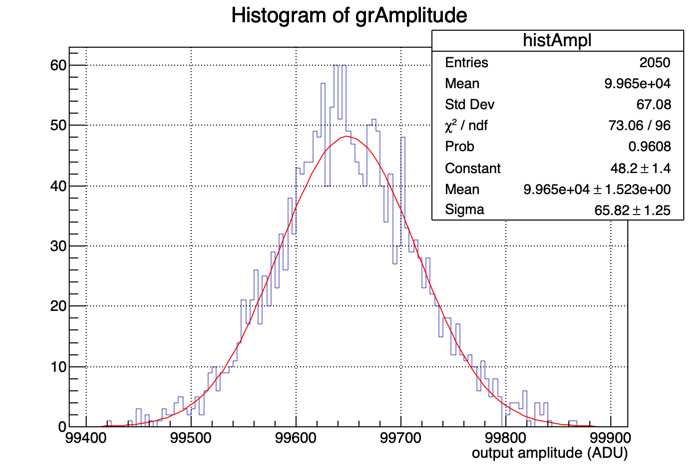 Histogram of grAmplitude
histAmpl
Entries 2050
Mean 9.965e+04
Std Dev 67.08
χ² / ndf 73.06 / 96
Prob 0.9608
Constant 48.2 ± 1.4
Mean 9.965e+04 ± 1.523e+00
Sigma 65.82 ± 1.25
60
50
40
30
20
10
0
99400 99500 99600 99700 99800 99900
output amplitude (ADU)